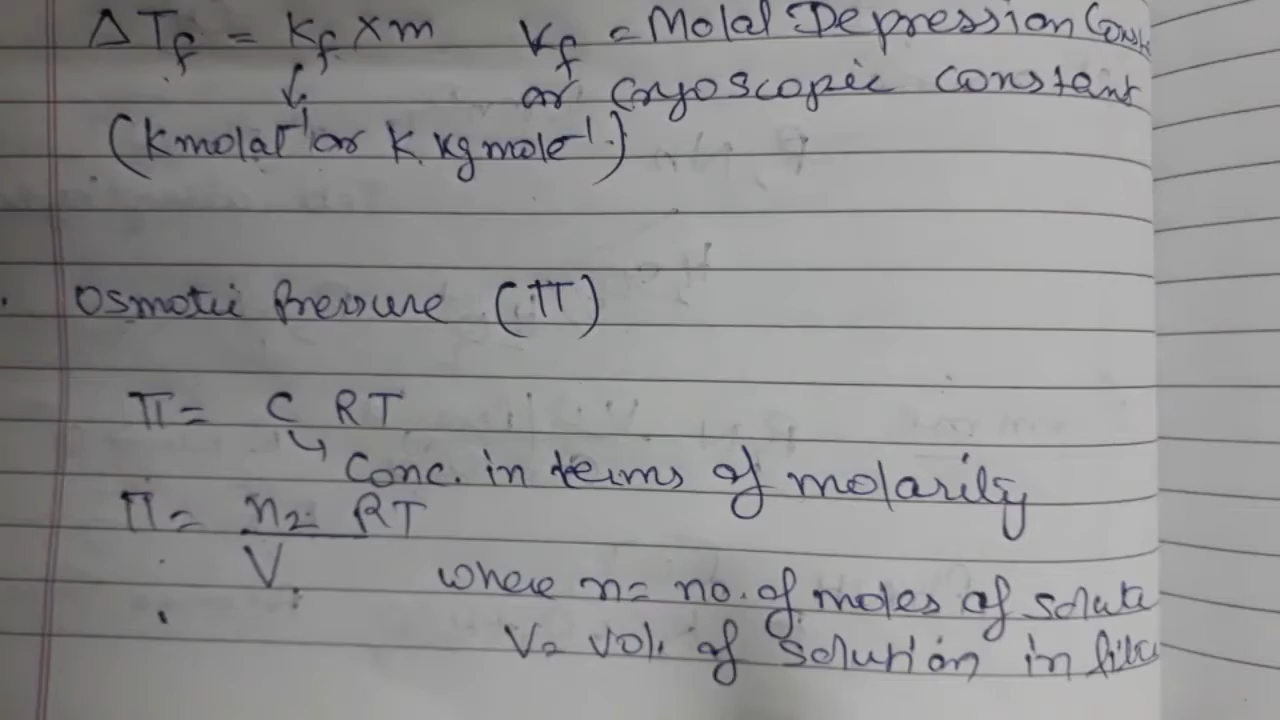 ΔTf = Kf × m Kf = Molal Depression Const
or Cryoscopic constant
(K molal⁻¹ or K kg mole⁻¹.)
Osmotic Pressure (π)
π = C RT
↳ Conc. in terms of molarity
π = n₂ RT
V
where n = no. of moles of solute
V = vol. of solution in